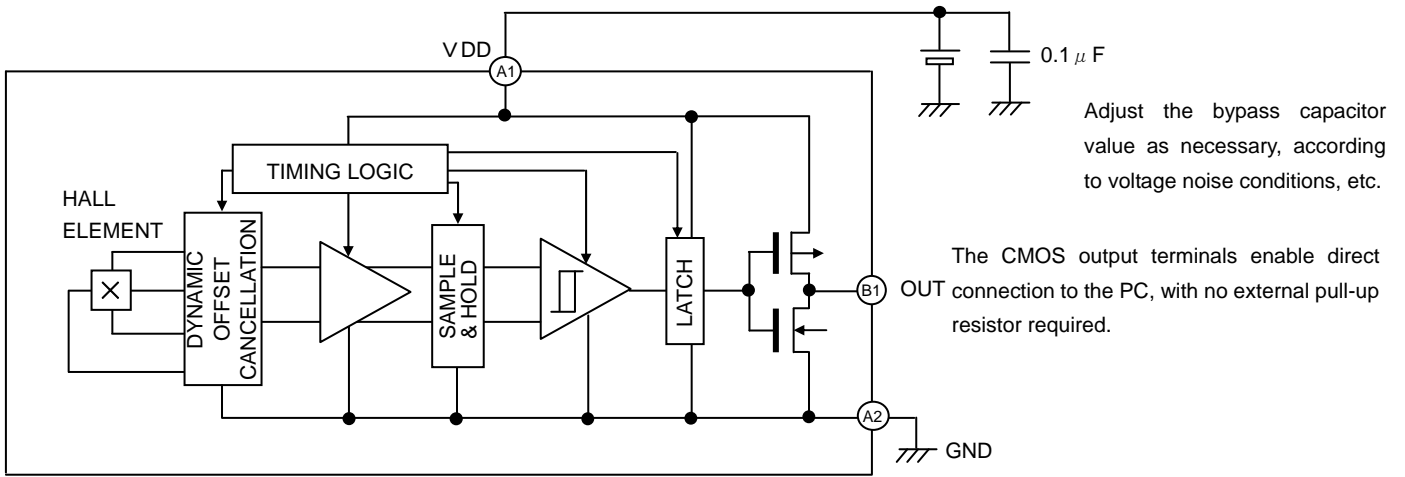 VDD
A1
0.1μF
Adjust the bypass capacitor
value as necessary, according
to voltage noise conditions, etc.
TIMING LOGIC
HALL
ELEMENT
DYNAMIC
OFFSET
CANCELLATION
SAMPLE
& HOLD
LATCH
The CMOS output terminals enable direct
B1
OUT
connection to the PC, with no external pull-up
resistor required.
A2
GND